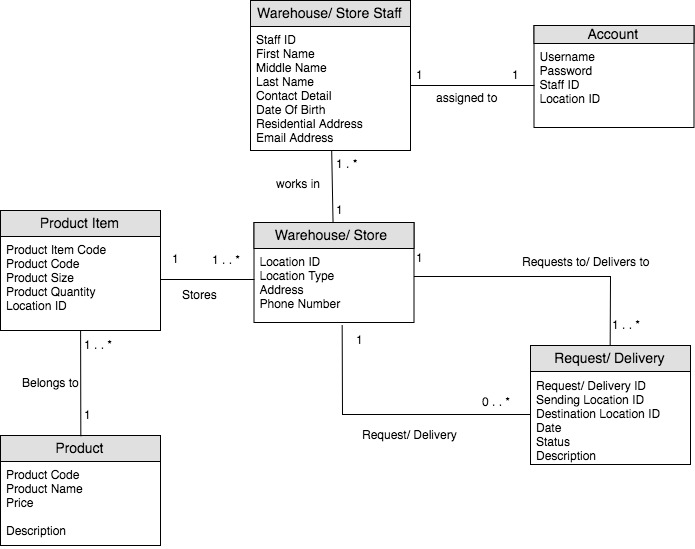 Warehouse/ Store Staff
Staff ID
First Name
Middle Name
Last Name
Contact Detail
Date Of Birth
Residential Address
Email Address
1
1
assigned to
Account
Username
Password
Staff ID
Location ID
1 . . *
works in
1
Product Item
Product Item Code
Product Code
Product Size
Product Quantity
Location ID
1
1 . . *
Stores
Warehouse/ Store
Location ID
Location Type
Address
Phone Number
1
Requests to/ Delivers to
1 . . *
1
0 . . *
Request/ Delivery
Request/ Delivery
Request/ Delivery ID
Sending Location ID
Destination Location ID
Date
Status
Description
1 . . *
Belongs to
1
Product
Product Code
Product Name
Price
Description